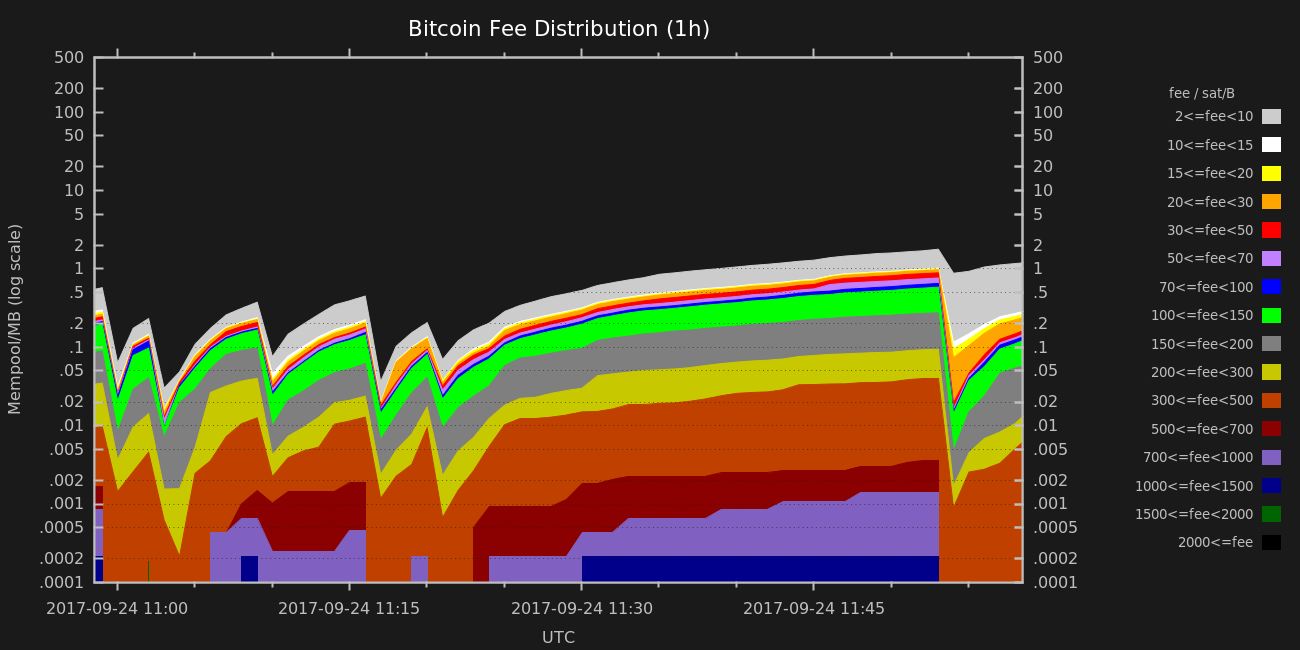 Bitcoin Fee Distribution (1h)
500
200
100
50
20
10
5
2
1
.5
.2
.1
.05
.02
.01
.005
.002
.001
.0005
.0002
.0001
Mempool/MB (log scale)
500
200
100
50
20
10
5
2
1
.5
.2
.1
.05
.02
.01
.005
.002
.001
.0005
.0002
.0001
2017-09-24 11:00
2017-09-24 11:15
2017-09-24 11:30
2017-09-24 11:45
UTC
fee / sat/B
2<=fee<10
10<=fee<15
15<=fee<20
20<=fee<30
30<=fee<50
50<=fee<70
70<=fee<100
100<=fee<150
150<=fee<200
200<=fee<300
300<=fee<500
500<=fee<700
700<=fee<1000
1000<=fee<1500
1500<=fee<2000
2000<=fee